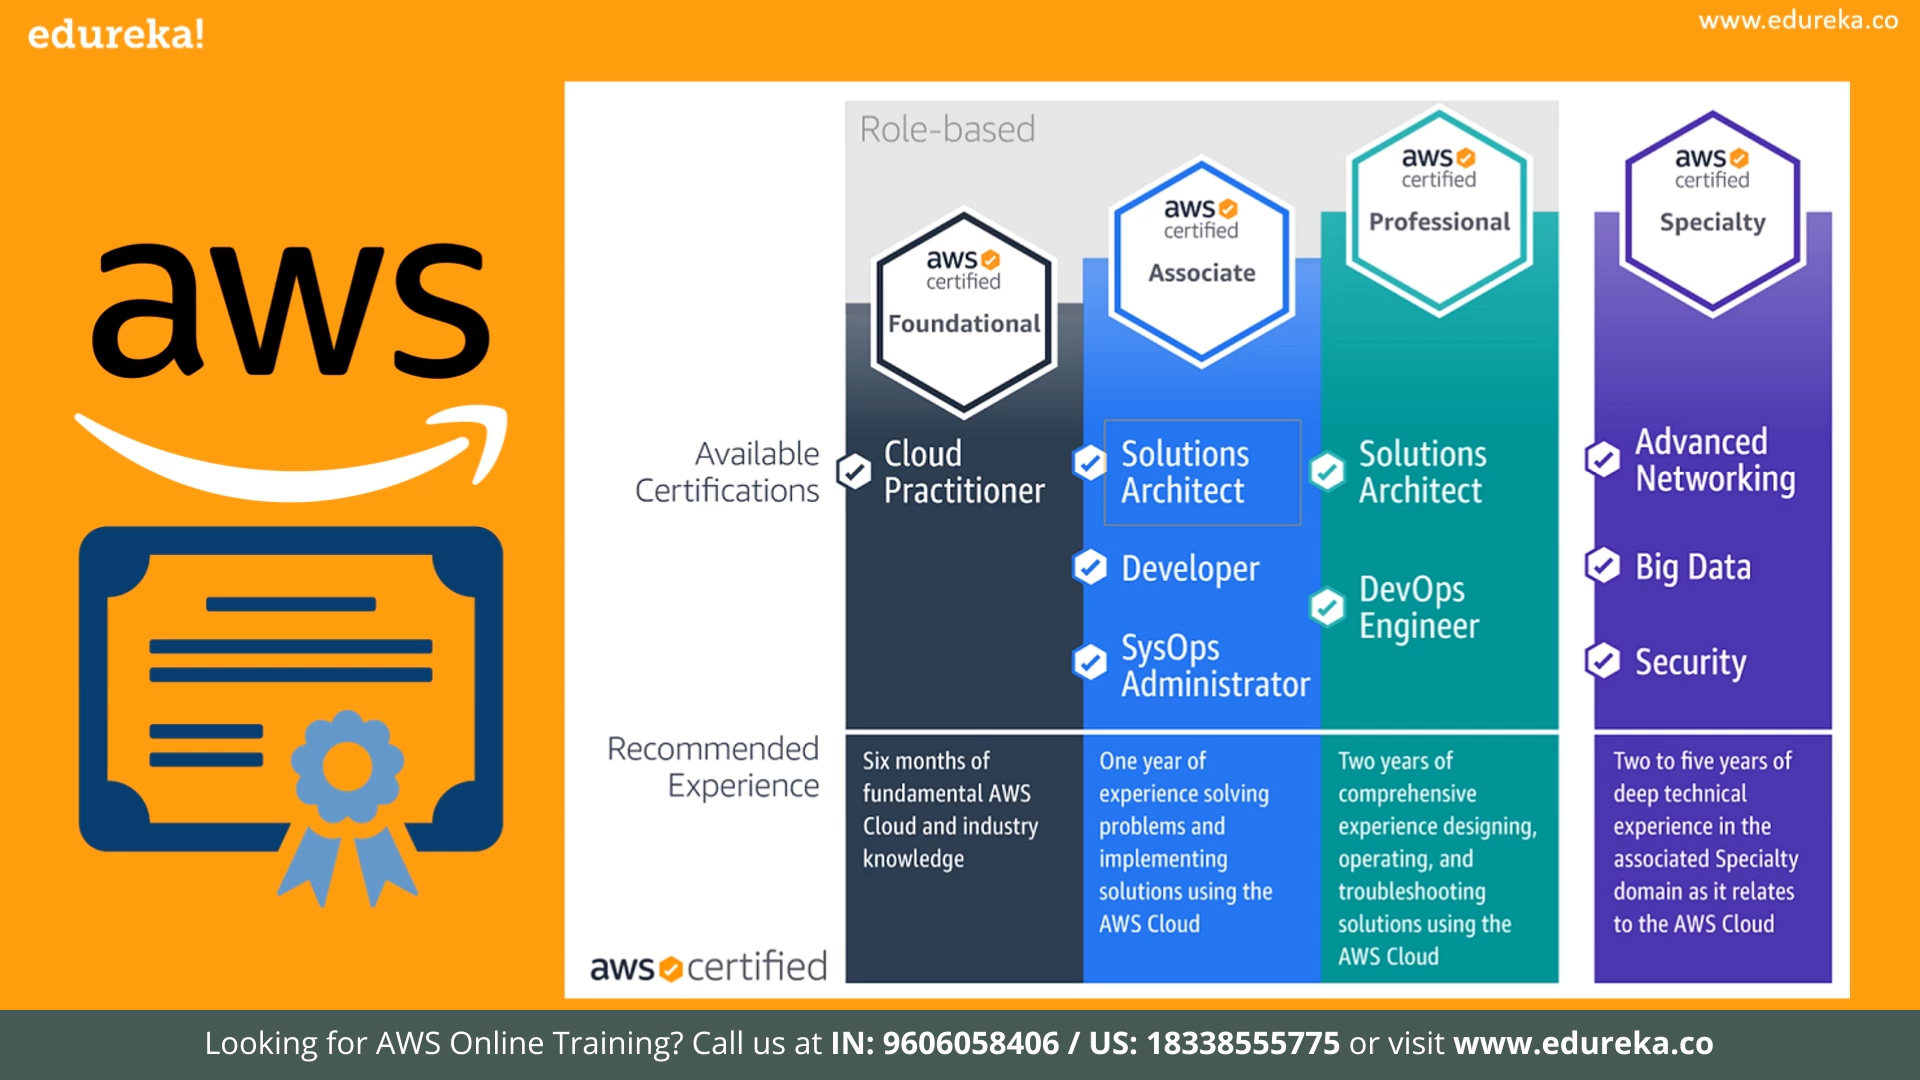 edureka!
www.edureka.co
aws
Role-based
aws
certified
Foundational
aws
certified
Associate
aws
certified
Professional
aws
certified
Specialty
Available
Certifications
Cloud
Practitioner
Solutions
Architect
Developer
SysOps
Administrator
Solutions
Architect
DevOps
Engineer
Advanced
Networking
Big Data
Security
Recommended
Experience
Six months of
fundamental AWS
Cloud and industry
knowledge
One year of
experience solving
problems and
implementing
solutions using the
AWS Cloud
Two years of
comprehensive
experience designing,
operating, and
troubleshooting
solutions using the
AWS Cloud
Two to five years of
deep technical
experience in the
associated Specialty
domain as it relates
to the AWS Cloud
aws certified
Looking for AWS Online Training? Call us at IN: 9606058406 / US: 18338555775 or visit www.edureka.co